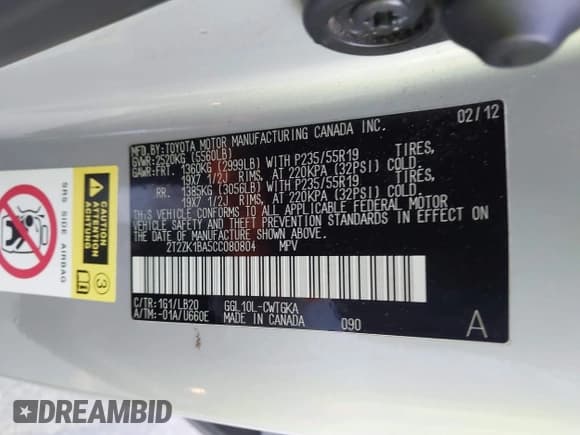 MFD. BY: TOYOTA MOTOR MANUFACTURING CANADA INC. 02/12
GVWR: 2520KG (5560LB)
GAWR: FRT. 1360KG (2999LB) WITH P235/55R19 TIRES,
19X7 1/2J RIMS, AT 220KPA (32PSI) COLD.
RR. 1385KG (3056LB) WITH P235/55R19 TIRES,
19X7 1/2J RIMS, AT 220KPA (32PSI) COLD.
THIS VEHICLE CONFORMS TO ALL APPLICABLE FEDERAL MOTOR
VEHICLE SAFETY AND THEFT PREVENTION STANDARDS IN EFFECT ON
THE DATE OF MANUFACTURE SHOWN ABOVE.
2T2ZK1BA5CC080804 MPV
C/TR: 1G1/LB20 GGL10L-CWTGKA
A/TM: -01A/U660E MADE IN CANADA 090 A
SRS SIDE AIRBAG
CAUTION
ATTENTION
ACHTUNG
3
DREAMBID